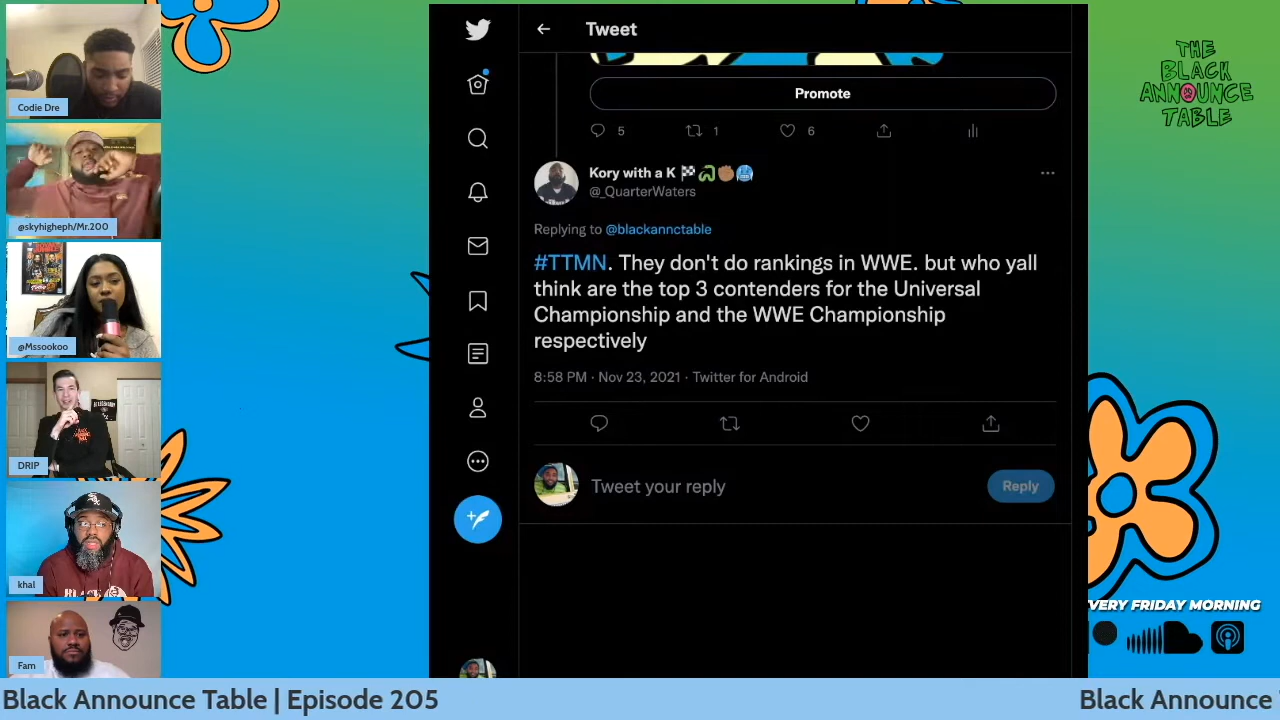 Tweet
Promote
5
1
6
Kory with a K
@_QuarterWaters
Replying to @blackannctable
#TTMN. They don't do rankings in WWE. but who yall
think are the top 3 contenders for the Universal
Championship and the WWE Championship
respectively
8:58 PM · Nov 23, 2021 · Twitter for Android
Tweet your reply
Reply
Codie Dre
@skyhigheph/Mr.200
@Mssookoo
DRIP
khal
Fam
THE
BLACK
ANNOUNCE
TABLE
EVERY FRIDAY MORNING
Black Announce Table | Episode 205
Black Announce